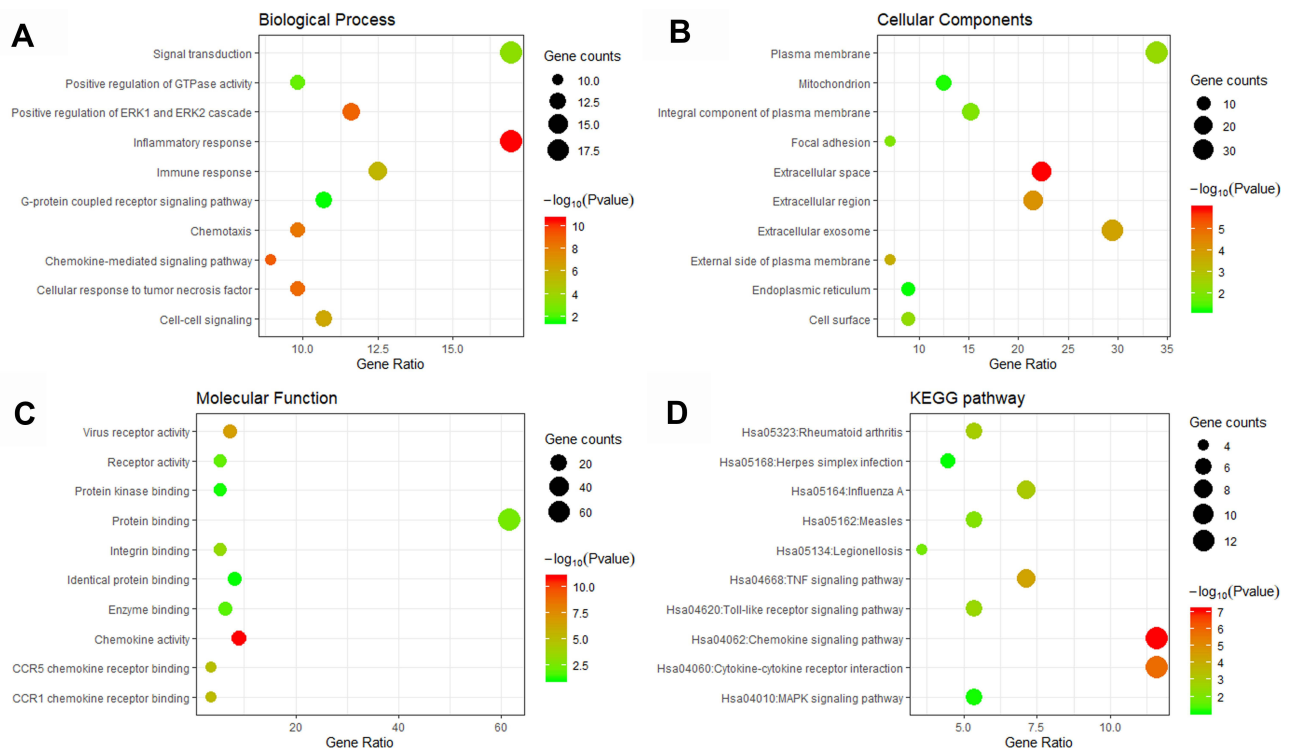 A
Biological Process
Signal transduction
Positive regulation of GTPase activity
Positive regulation of ERK1 and ERK2 cascade
Inflammatory response
Immune response
G-protein coupled receptor signaling pathway
Chemotaxis
Chemokine-mediated signaling pathway
Cellular response to tumor necrosis factor
Cell-cell signaling
10.0 12.5 15.0
Gene Ratio
Gene counts
10.0
12.5
15.0
17.5
−log10(Pvalue)
10
8
6
4
2
B
Cellular Components
Plasma membrane
Mitochondrion
Integral component of plasma membrane
Focal adhesion
Extracellular space
Extracellular region
Extracellular exosome
External side of plasma membrane
Endoplasmic reticulum
Cell surface
10 15 20 25 30 35
Gene Ratio
Gene counts
10
20
30
−log10(Pvalue)
5
4
3
2
C
Molecular Function
Virus receptor activity
Receptor activity
Protein kinase binding
Protein binding
Integrin binding
Identical protein binding
Enzyme binding
Chemokine activity
CCR5 chemokine receptor binding
CCR1 chemokine receptor binding
20 40 60
Gene Ratio
Gene counts
20
40
60
−log10(Pvalue)
10.0
7.5
5.0
2.5
D
KEGG pathway
Hsa05323:Rheumatoid arthritis
Hsa05168:Herpes simplex infection
Hsa05164:Influenza A
Hsa05162:Measles
Hsa05134:Legionellosis
Hsa04668:TNF signaling pathway
Hsa04620:Toll-like receptor signaling pathway
Hsa04062:Chemokine signaling pathway
Hsa04060:Cytokine-cytokine receptor interaction
Hsa04010:MAPK signaling pathway
5.0 7.5 10.0
Gene Ratio
Gene counts
4
6
8
10
12
−log10(Pvalue)
7
6
5
4
3
2